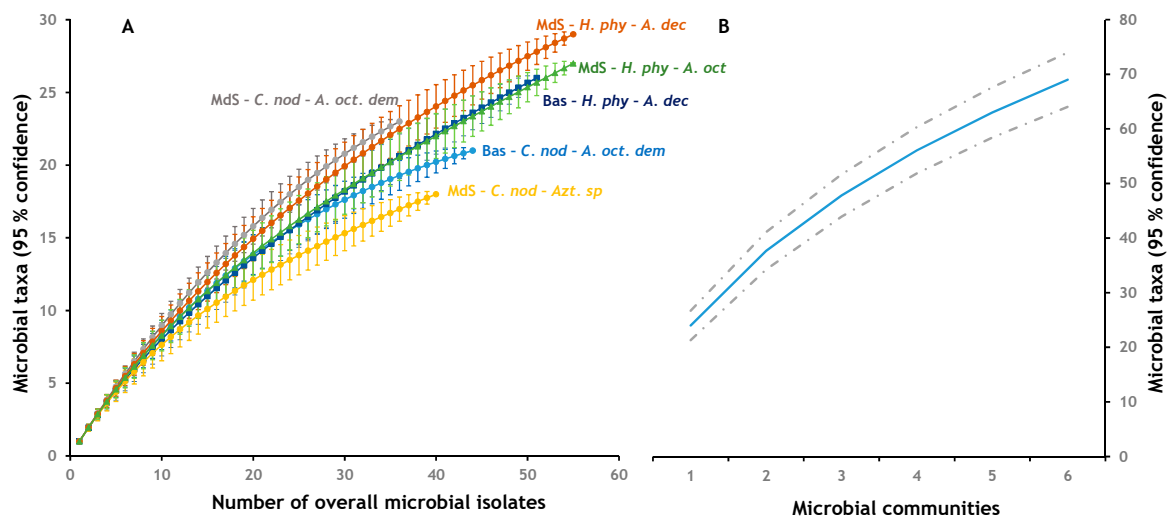 A
B
30
25
20
15
10
5
0
Microbial taxa (95 % confidence)
0 10 20 30 40 50 60
Number of overall microbial isolates
MdS - H. phy - A. dec
MdS - H. phy - A. oct
MdS - C. nod - A. oct. dem
Bas - H. phy - A. dec
Bas - C. nod - A. oct. dem
MdS - C. nod - Azt. sp
80
70
60
50
40
30
20
10
0
Microbial taxa (95 % confidence)
1 2 3 4 5 6
Microbial communities